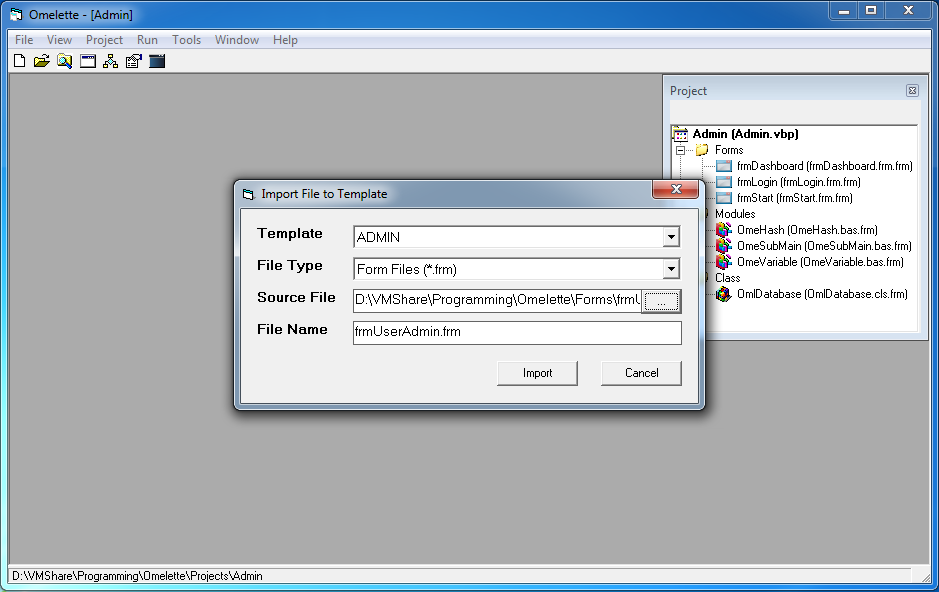 Omelette - [Admin]
File View Project Run Tools Window Help
Project
Admin (Admin.vbp)
Forms
frmDashboard (frmDashboard.frm.frm)
frmLogin (frmLogin.frm.frm)
frmStart (frmStart.frm.frm)
Modules
OmeHash (OmeHash.bas.frm)
OmeSubMain (OmeSubMain.bas.frm)
OmeVariable (OmeVariable.bas.frm)
Class
OmlDatabase (OmlDatabase.cls.frm)
Import File to Template
Template ADMIN
File Type Form Files (*.frm)
Source File D:\VMShare\Programming\Omelette\Forms\frmU ...
File Name frmUserAdmin.frm
Import Cancel
D:\VMShare\Programming\Omelette\Projects\Admin